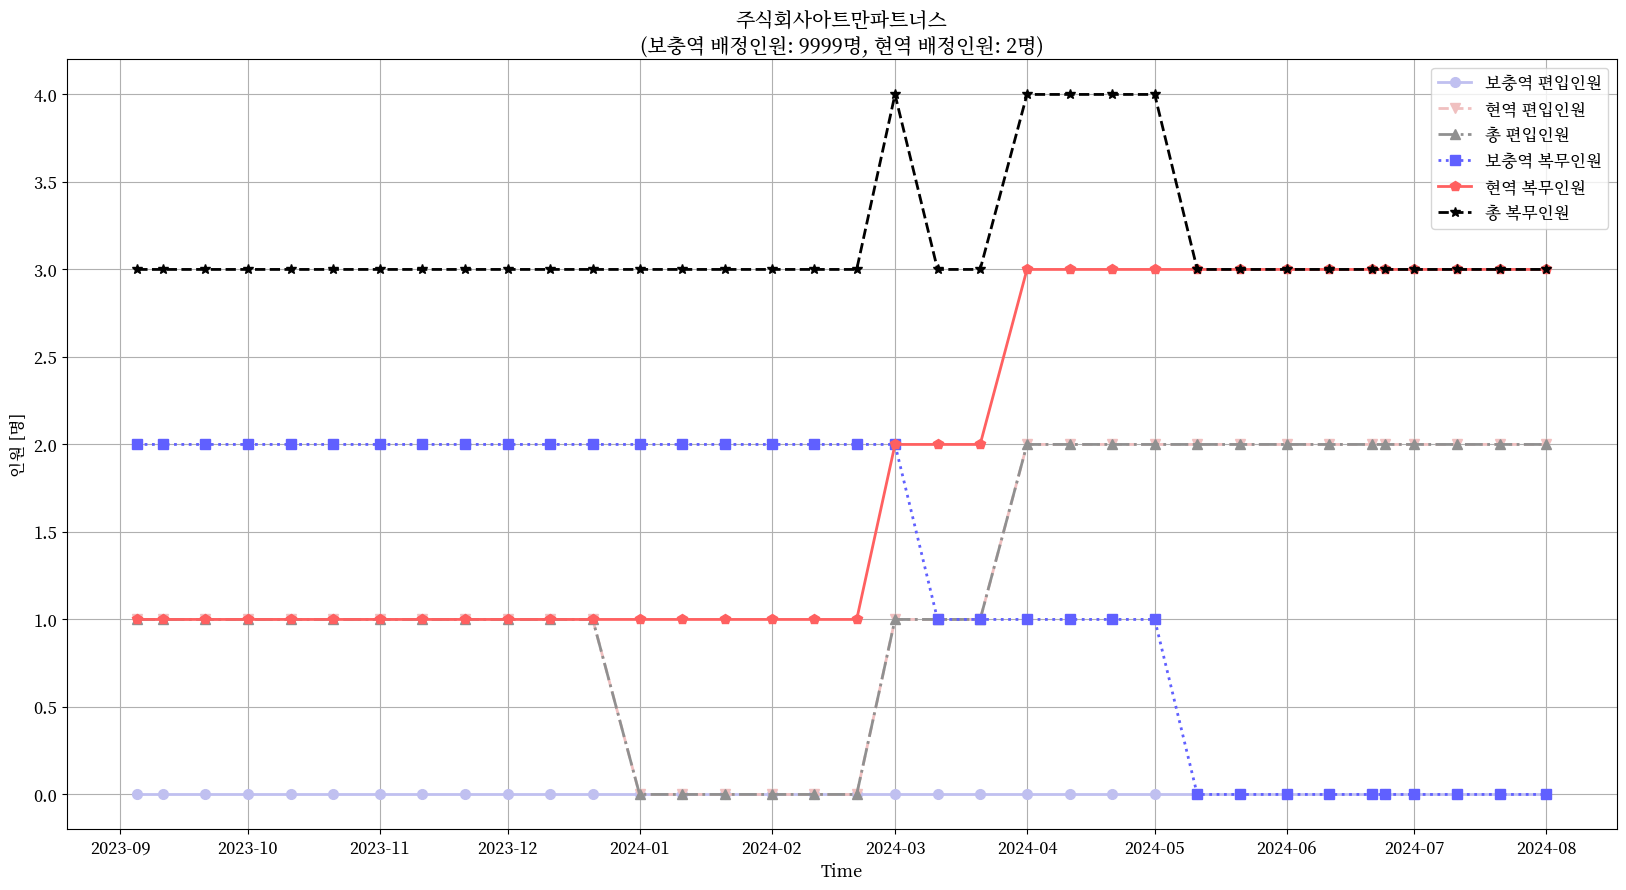 주식회사아트만파트너스
(보충역 배정인원: 9999명, 현역 배정인원: 2명)
보충역 편입인원
현역 편입인원
총 편입인원
보충역 복무인원
현역 복무인원
총 복무인원
인원 [명]
4.0
3.5
3.0
2.5
2.0
1.5
1.0
0.5
0.0
2023-09 2023-10 2023-11 2023-12 2024-01 2024-02 2024-03 2024-04 2024-05 2024-06 2024-07 2024-08
Time